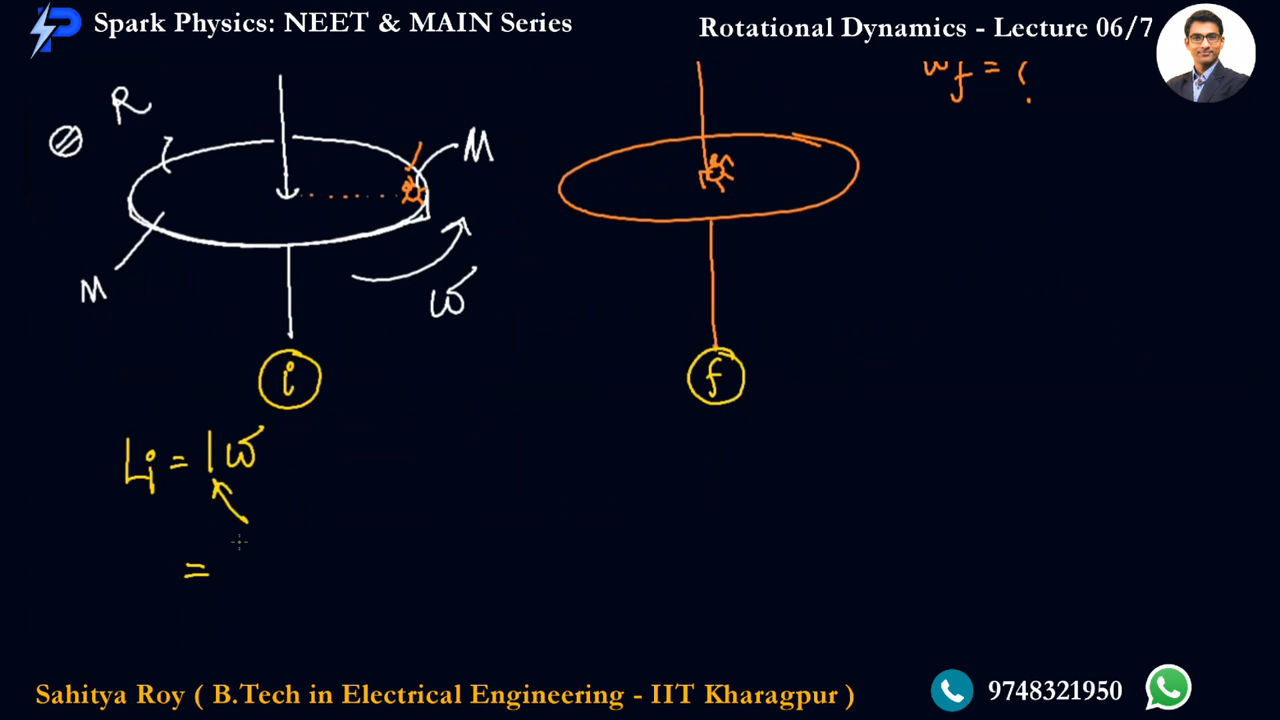 Spark Physics: NEET & MAIN Series
Rotational Dynamics - Lecture 06/7
ωf = ?
R
M
M
ω
i
f
Li = Iω
=
Sahitya Roy ( B.Tech in Electrical Engineering - IIT Kharagpur )
9748321950